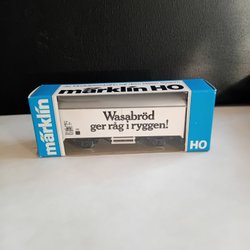 märklin HO
märklin
Wasabröd
ger råg i ryggen!
HO